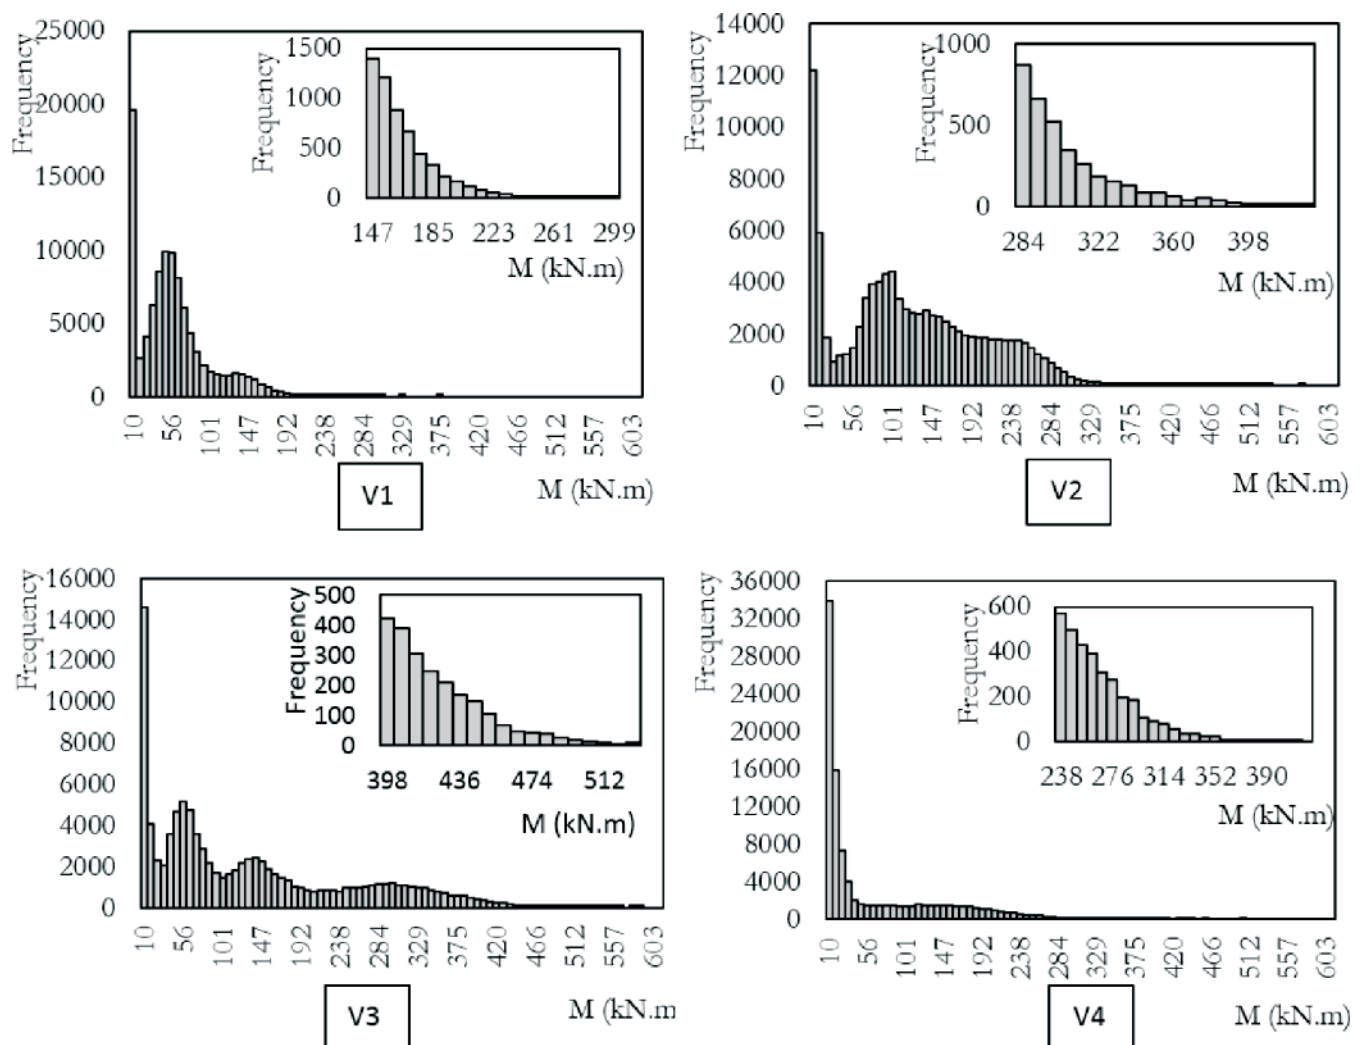 25000
20000
15000
10000
5000
0
Frequency
1500
1000
500
0
Frequency
147 185 223 261 299
M (kN.m)
10 56 101 147 192 238 284 329 375 420 466 512 557 603
M (kN.m)
V1
14000
12000
10000
8000
6000
4000
2000
0
Frequency
1000
500
0
Frequency
284 322 360 398
M (kN.m)
10 56 101 147 192 238 284 329 375 420 466 512 557 603
M (kN.m)
V2
16000
14000
12000
10000
8000
6000
4000
2000
0
Frequency
500
400
300
200
100
0
Frequency
398 436 474 512
M (kN.m)
10 56 101 147 192 238 284 329 375 420 466 512 557 603
M (kN.m
V3
36000
32000
28000
24000
20000
16000
12000
8000
4000
0
Frequency
600
400
200
0
Frequency
238 276 314 352 390
M (kN.m)
10 56 101 147 192 238 284 329 375 420 466 512 557 603
M (kN.m)
V4